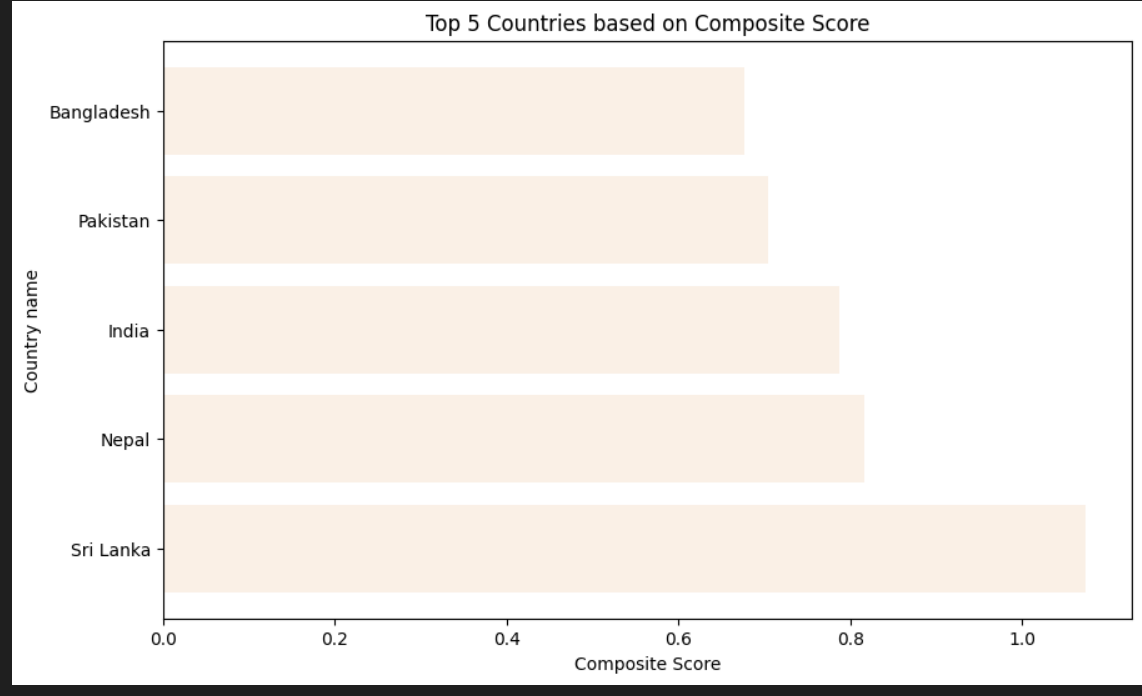 Top 5 Countries based on Composite Score
Country name
Bangladesh
Pakistan
India
Nepal
Sri Lanka
0.0 0.2 0.4 0.6 0.8 1.0
Composite Score